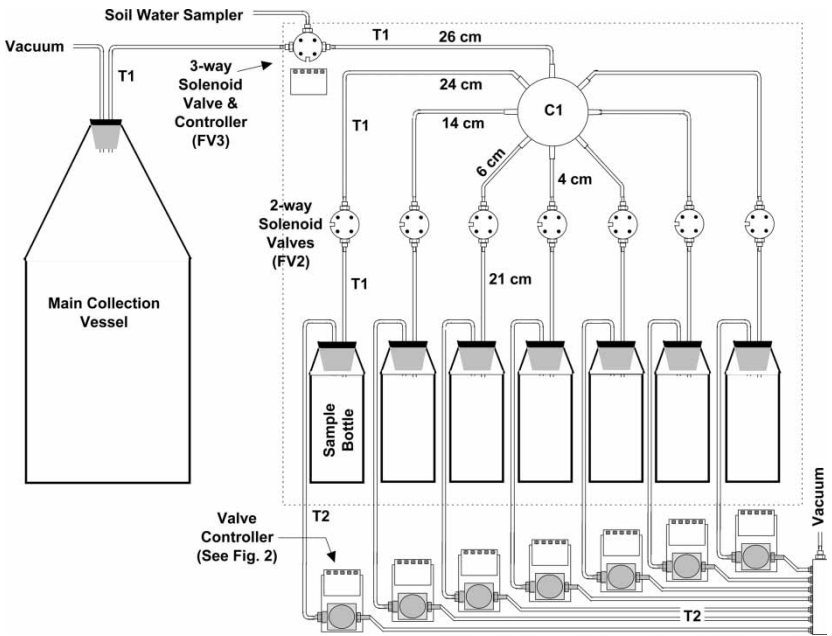 Soil Water Sampler
Vacuum
T1
T1
26 cm
3-way
Solenoid
Valve &
Controller
(FV3)
24 cm
C1
T1
14 cm
6 cm
4 cm
2-way
Solenoid
Valves
(FV2)
T1
21 cm
Main Collection
Vessel
Sample
Bottle
T2
Valve
Controller
(See Fig. 2)
Vacuum
T2